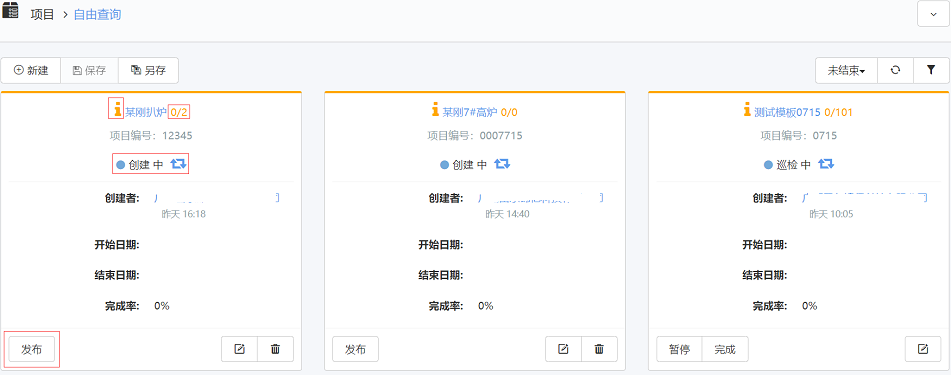 项目 > 自由查询
新建 保存 另存 未结束
某刚扒炉 0/2
项目编号：12345
创建 中
创建者:
昨天 16:18
开始日期:
结束日期:
完成率: 0%
发布
某刚7#高炉 0/0
项目编号：0007715
创建 中
创建者:
昨天 14:40
开始日期:
结束日期:
完成率: 0%
发布
测试模板0715 0/101
项目编号：0715
巡检 中
创建者:
昨天 10:05
开始日期:
结束日期:
完成率: 0%
暂停 完成